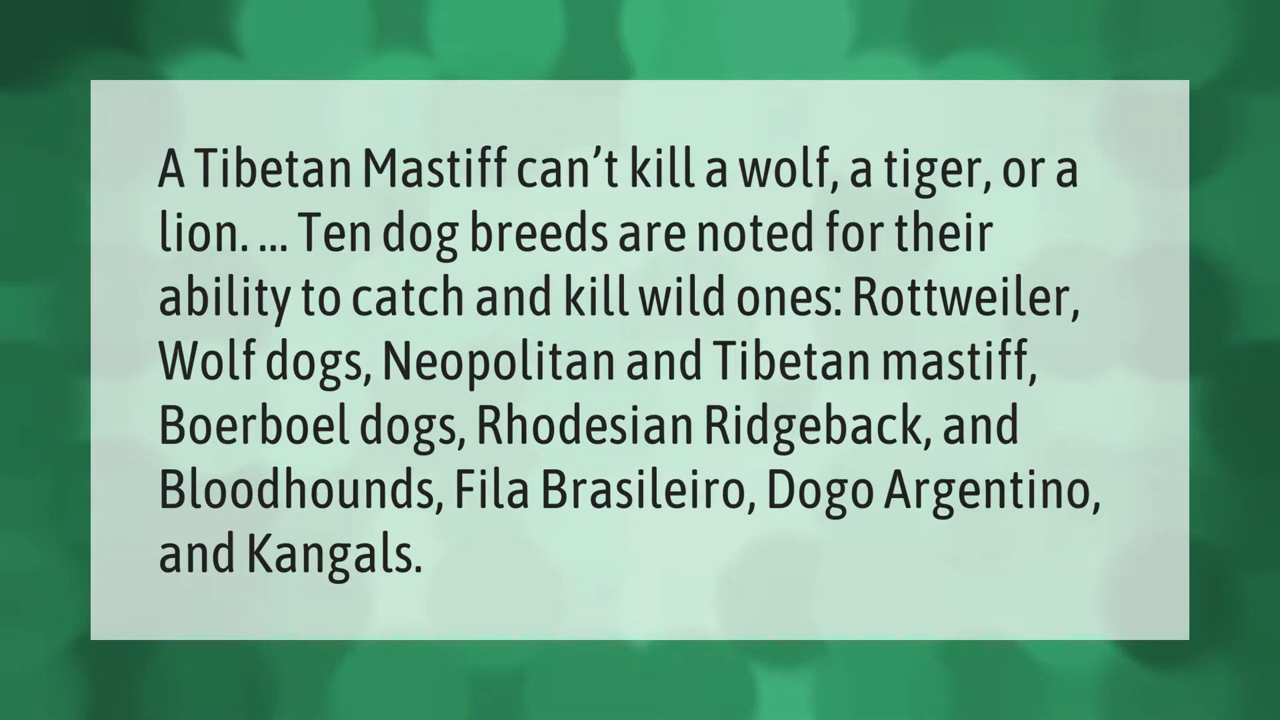 A Tibetan Mastiff can’t kill a wolf, a tiger, or a
lion. ... Ten dog breeds are noted for their
ability to catch and kill wild ones: Rottweiler,
Wolf dogs, Neopolitan and Tibetan mastiff,
Boerboel dogs, Rhodesian Ridgeback, and
Bloodhounds, Fila Brasileiro, Dogo Argentino,
and Kangals.